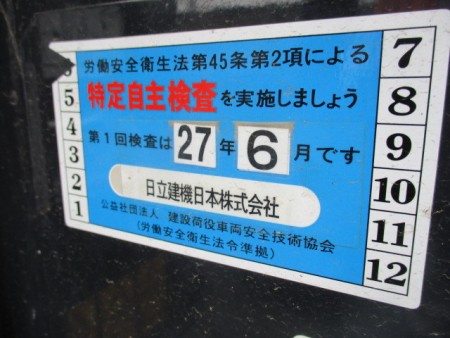 労働安全衛生法第45条第2項による
特定自主検査を実施しましょう
第1回検査は27年6月です
日立建機日本株式会社
公益社団法人 建設荷役車両安全技術協会
(労働安全衛生法令準拠)
6
5
4
3
2
1
7
8
9
10
11
12